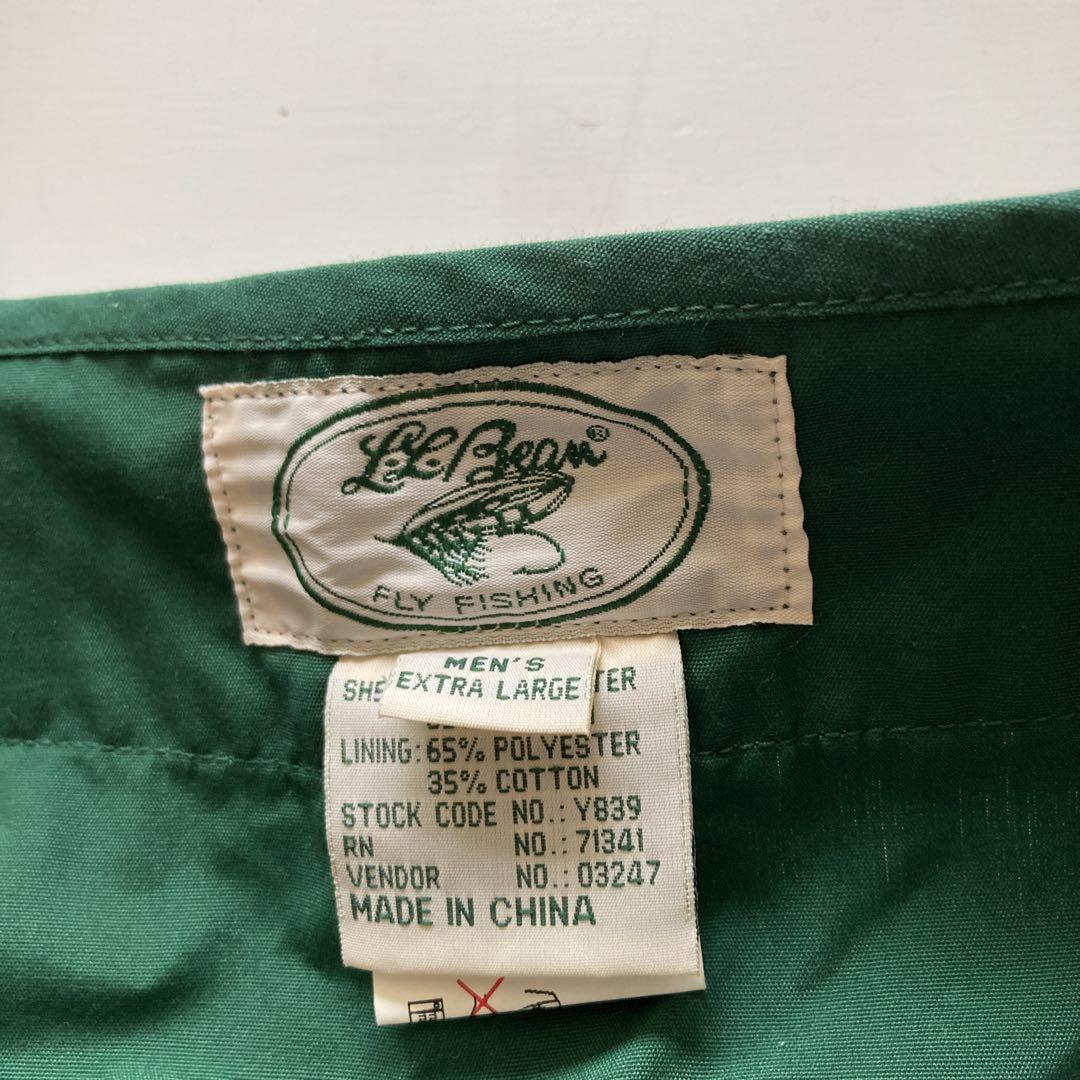 L.L.Bean®
FLY FISHING
MEN'S
EXTRA LARGE
LINING: 65% POLYESTER
35% COTTON
STOCK CODE NO.: Y839
RN NO.: 71341
VENDOR NO.: 03247
MADE IN CHINA